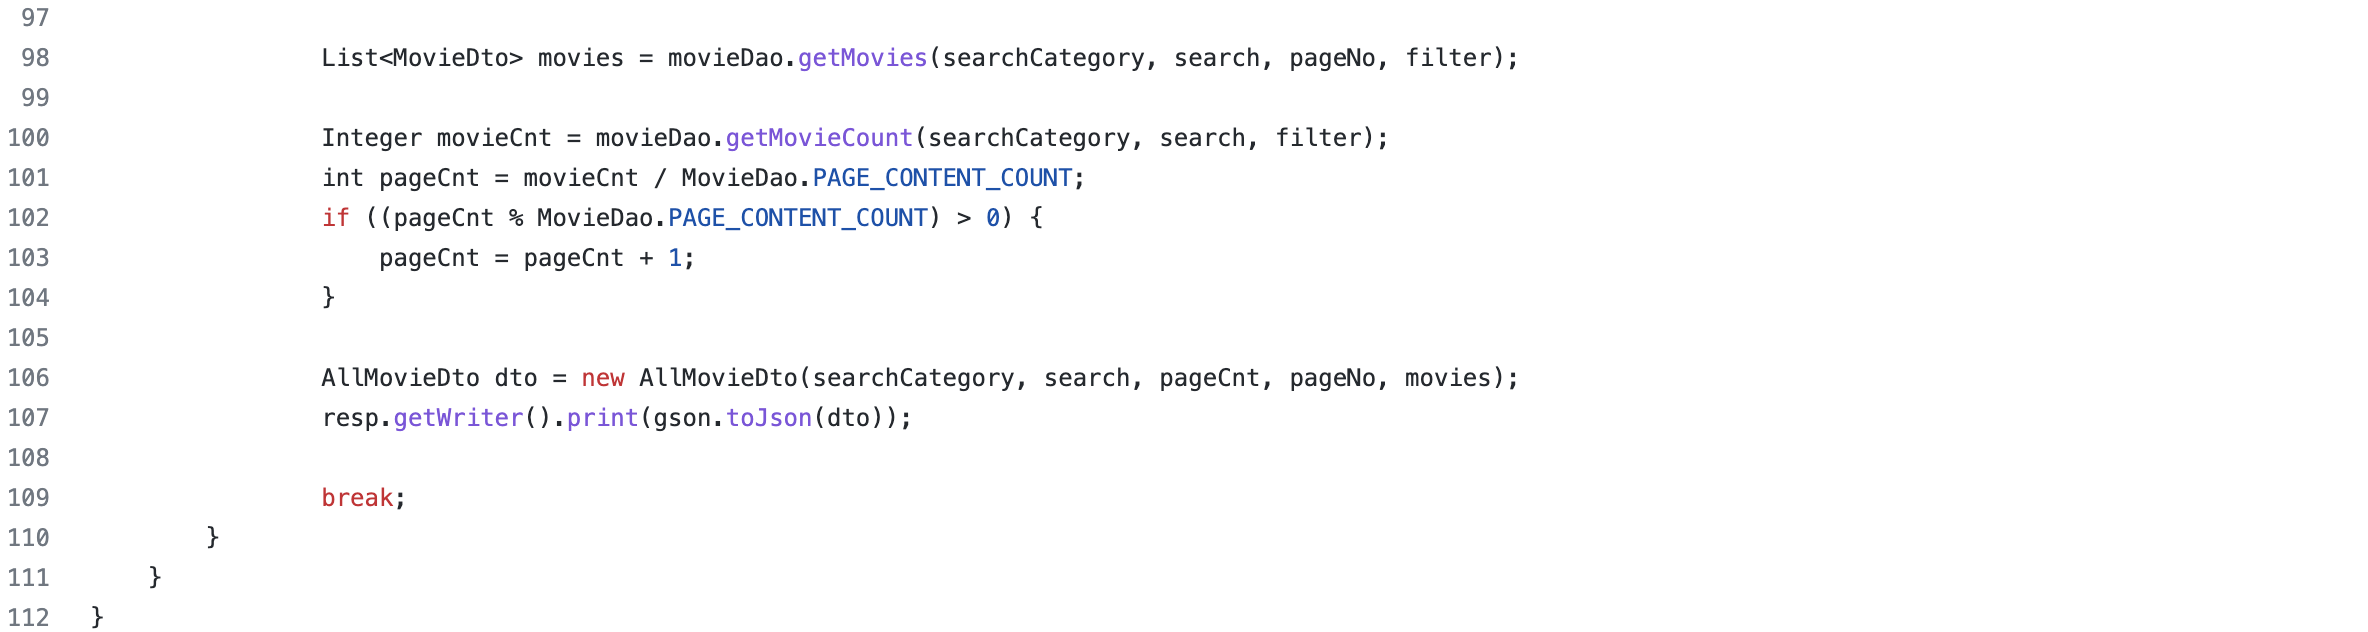 97
98 List<MovieDto> movies = movieDao.getMovies(searchCategory, search, pageNo, filter);
99
100 Integer movieCnt = movieDao.getMovieCount(searchCategory, search, filter);
101 int pageCnt = movieCnt / MovieDao.PAGE_CONTENT_COUNT;
102 if ((pageCnt % MovieDao.PAGE_CONTENT_COUNT) > 0) {
103 pageCnt = pageCnt + 1;
104 }
105
106 AllMovieDto dto = new AllMovieDto(searchCategory, search, pageCnt, pageNo, movies);
107 resp.getWriter().print(gson.toJson(dto));
108
109 break;
110 }
111 }
112 }